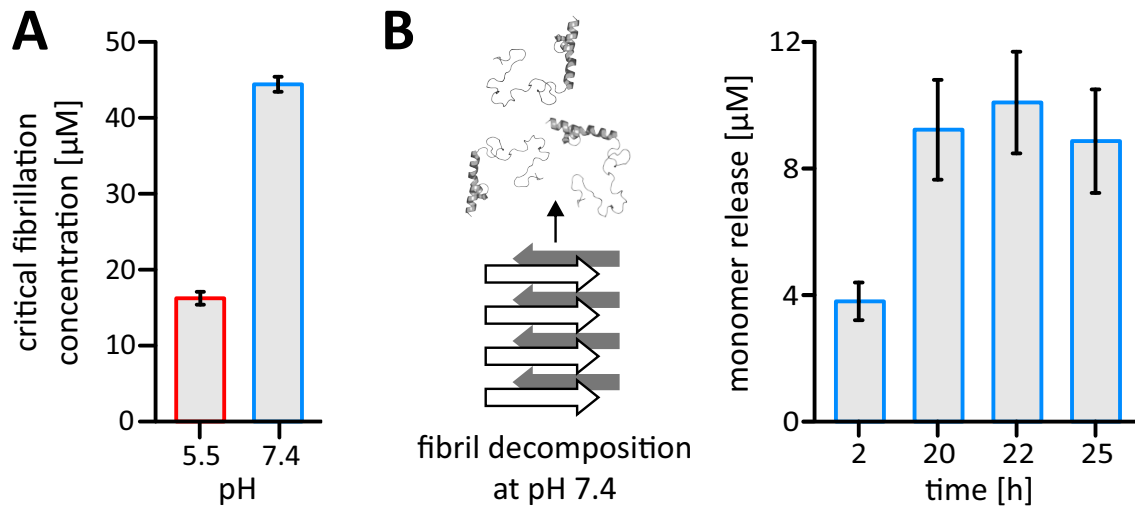 A
critical fibrillation
concentration [µM]
50
40
30
20
10
0
5.5
7.4
pH
B
fibril decomposition
at pH 7.4
monomer release [µM]
12
8
4
0
2
20
22
25
time [h]